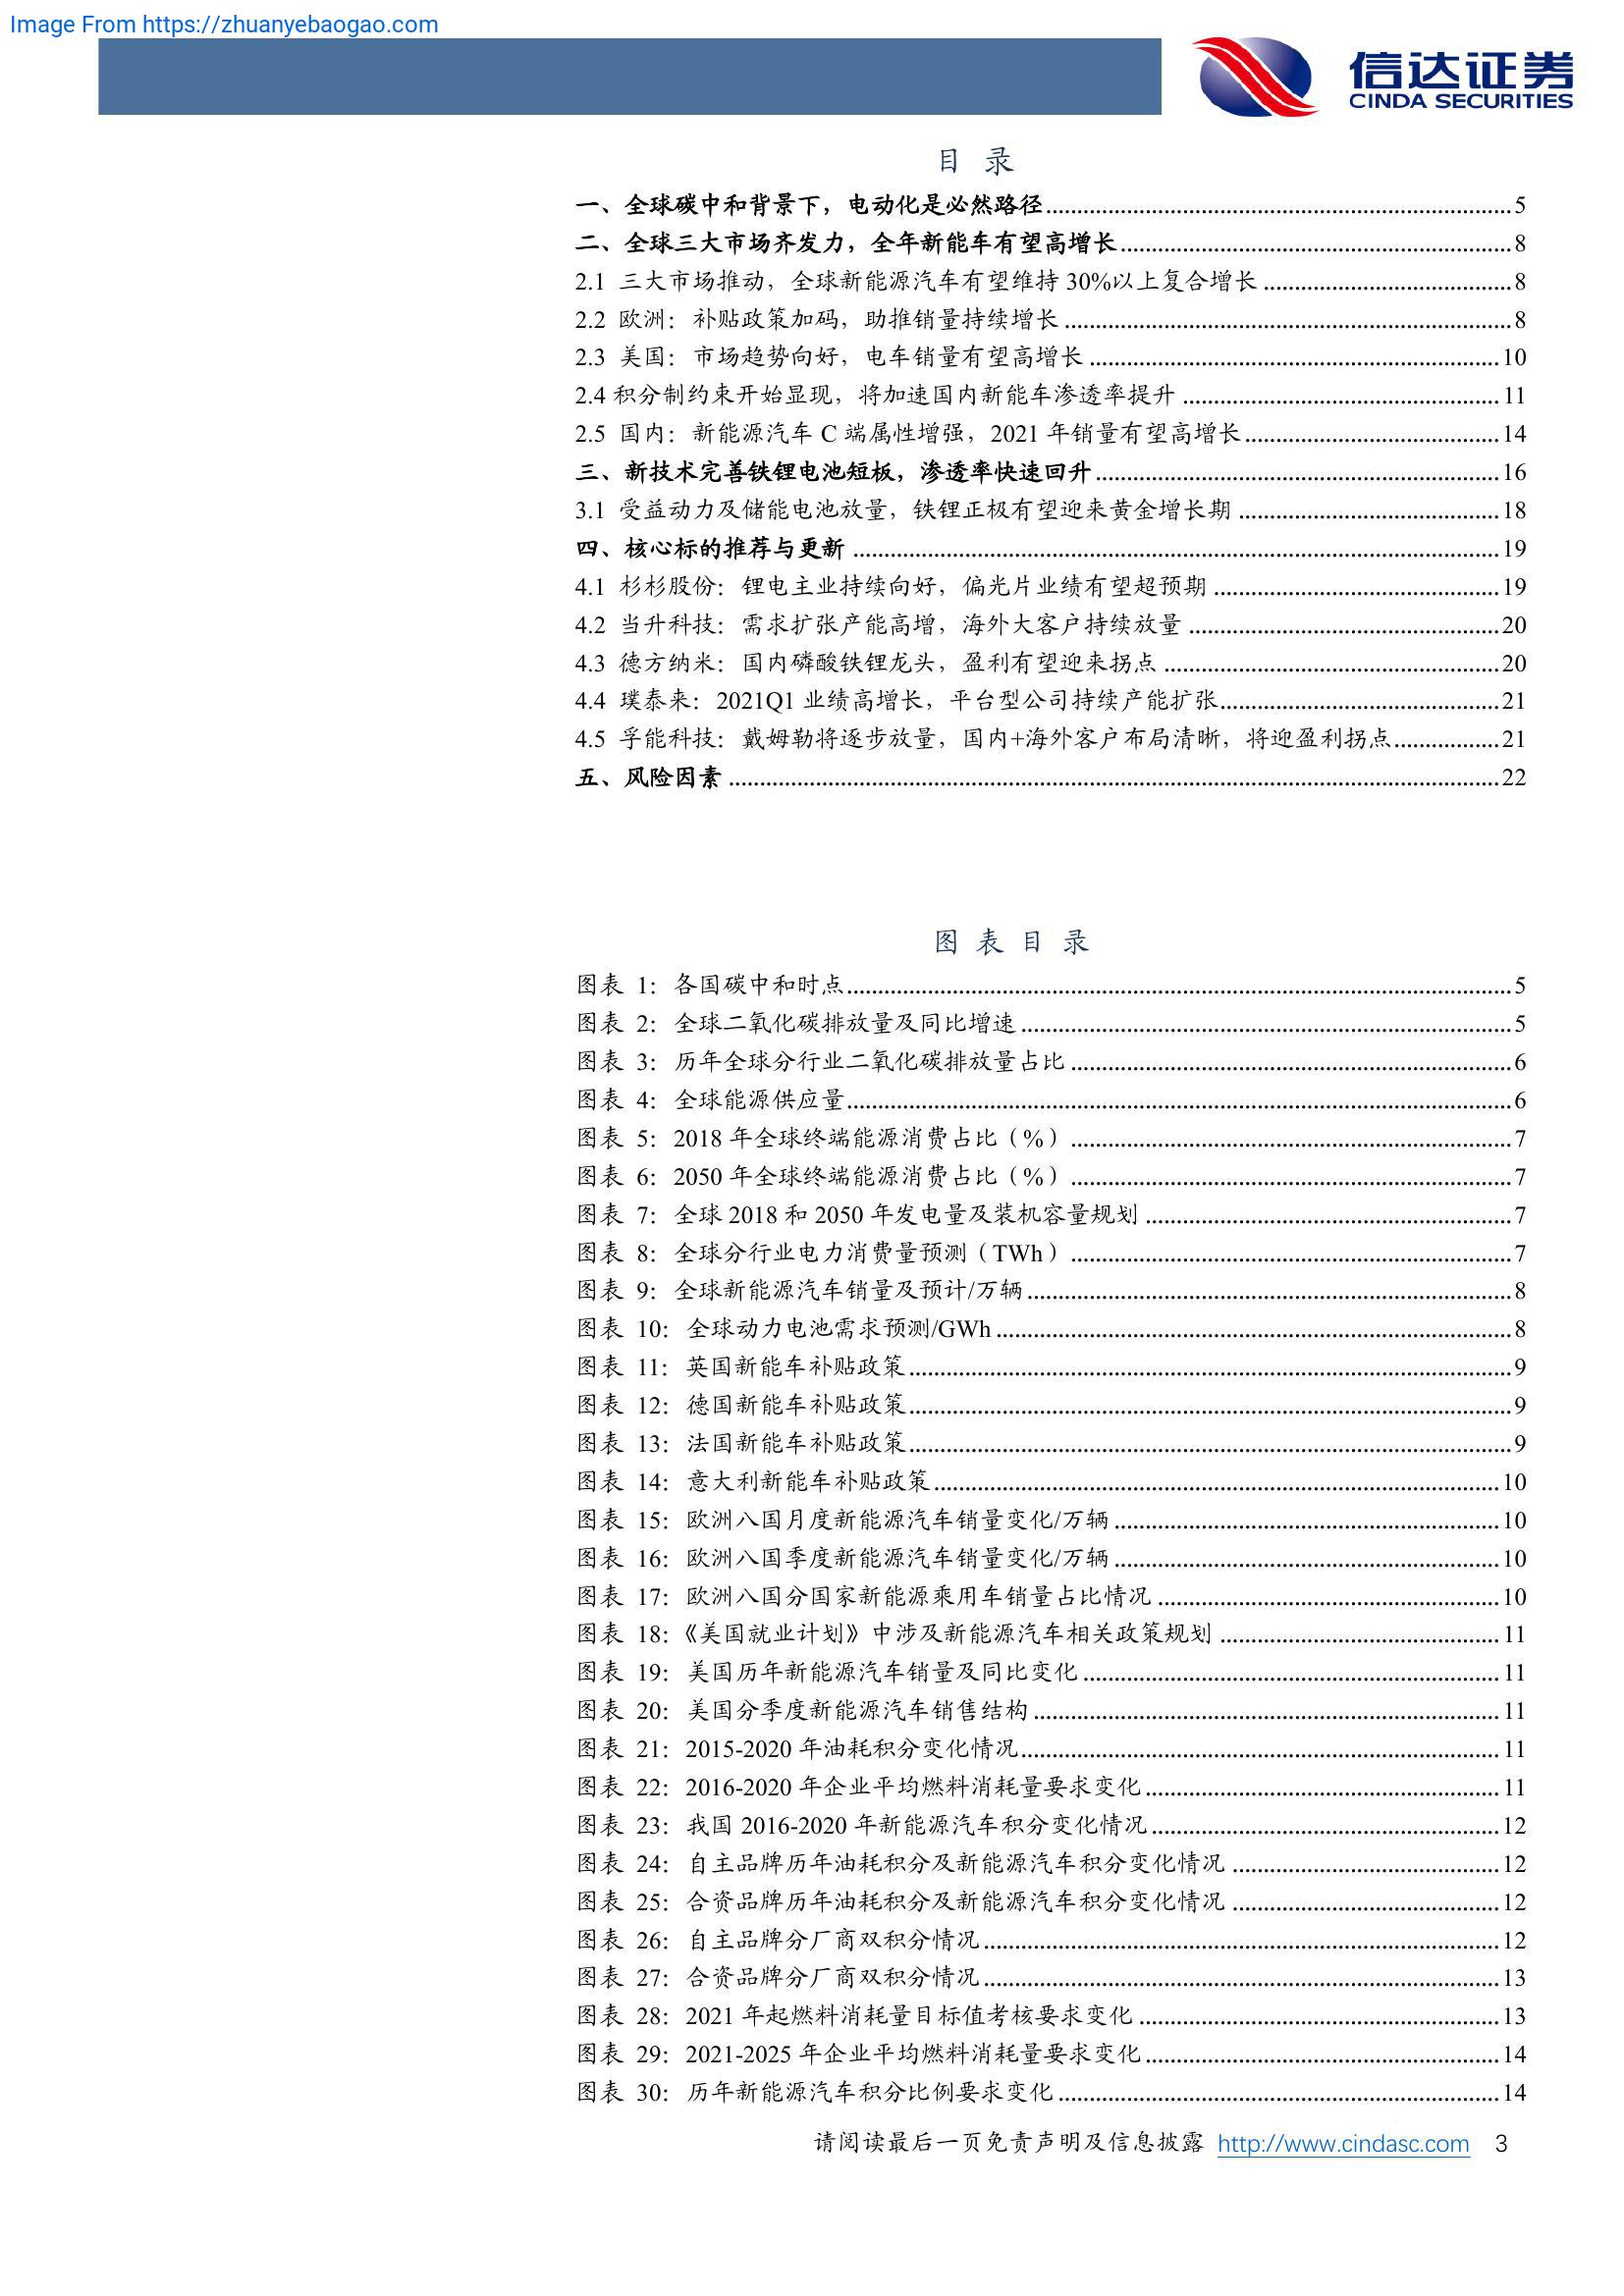 Image From https://zhuanyebaogao.com
信达证券
CINDA SECURITIES
目 录
一、全球碳中和背景下，电动化是必然路径 5
二、全球三大市场齐发力，全年新能车有望高增长 8
2.1 三大市场推动，全球新能源汽车有望维持 30%以上复合增长 8
2.2 欧洲：补贴政策加码，助推销量持续增长 8
2.3 美国：市场趋势向好，电车销量有望高增长 10
2.4 积分制约束开始显现，将加速国内新能车渗透率提升 11
2.5 国内：新能源汽车 C 端属性增强，2021 年销量有望高增长 14
三、新技术完善铁锂电池短板，渗透率快速回升 16
3.1 受益动力及储能电池放量，铁锂正极有望迎来黄金增长期 18
四、核心标的推荐与更新 19
4.1 杉杉股份：锂电主业持续向好，偏光片业绩有望超预期 19
4.2 当升科技：需求扩张产能高增，海外大客户持续放量 20
4.3 德方纳米：国内磷酸铁锂龙头，盈利有望迎来拐点 20
4.4 璞泰来：2021Q1 业绩高增长，平台型公司持续产能扩张 21
4.5 孚能科技：戴姆勒将逐步放量，国内+海外客户布局清晰，将迎盈利拐点 21
五、风险因素 22
图 表 目 录
图表 1：各国碳中和时点 5
图表 2：全球二氧化碳排放量及同比增速 5
图表 3：历年全球分行业二氧化碳排放量占比 6
图表 4：全球能源供应量 6
图表 5：2018 年全球终端能源消费占比（%） 7
图表 6：2050 年全球终端能源消费占比（%） 7
图表 7：全球 2018 和 2050 年发电量及装机容量规划 7
图表 8：全球分行业电力消费量预测（TWh） 7
图表 9：全球新能源汽车销量及预计/万辆 8
图表 10：全球动力电池需求预测/GWh 8
图表 11：英国新能车补贴政策 9
图表 12：德国新能车补贴政策 9
图表 13：法国新能车补贴政策 9
图表 14：意大利新能车补贴政策 10
图表 15：欧洲八国月度新能源汽车销量变化/万辆 10
图表 16：欧洲八国季度新能源汽车销量变化/万辆 10
图表 17：欧洲八国分国家新能源乘用车销量占比情况 10
图表 18：《美国就业计划》中涉及新能源汽车相关政策规划 11
图表 19：美国历年新能源汽车销量及同比变化 11
图表 20：美国分季度新能源汽车销售结构 11
图表 21：2015-2020 年油耗积分变化情况 11
图表 22：2016-2020 年企业平均燃料消耗量要求变化 11
图表 23：我国 2016-2020 年新能源汽车积分变化情况 12
图表 24：自主品牌历年油耗积分及新能源汽车积分变化情况 12
图表 25：合资品牌历年油耗积分及新能源汽车积分变化情况 12
图表 26：自主品牌分厂商双积分情况 12
图表 27：合资品牌分厂商双积分情况 13
图表 28：2021 年起燃料消耗量目标值考核要求变化 13
图表 29：2021-2025 年企业平均燃料消耗量要求变化 14
图表 30：历年新能源汽车积分比例要求变化 14
请阅读最后一页免责声明及信息披露 http://www.cindasc.com 3